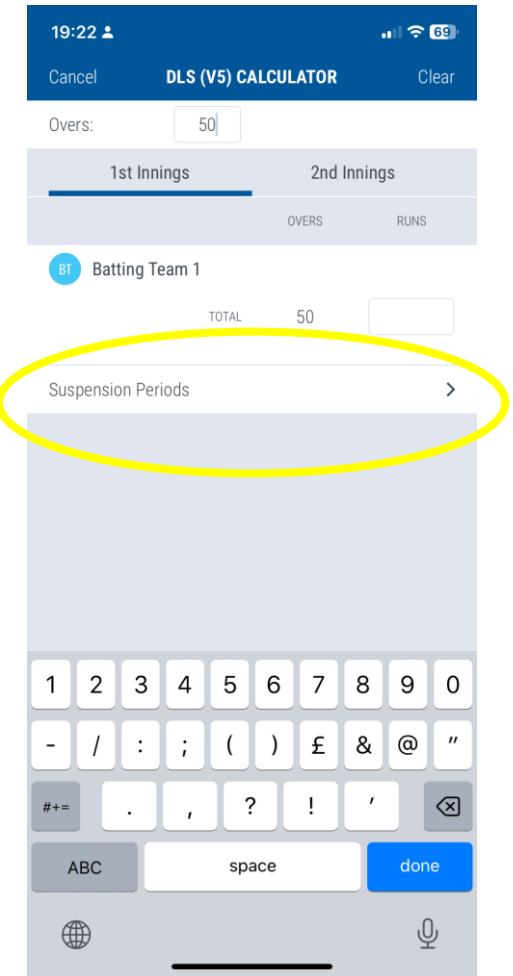 19:22 69
Cancel DLS (V5) CALCULATOR Clear
Overs: 50
1st Innings 2nd Innings
OVERS RUNS
BT Batting Team 1
TOTAL 50
Suspension Periods
1 2 3 4 5 6 7 8 9 0
- / : ; ( ) £ & @ "
#+= . , ? ! ’
ABC space done